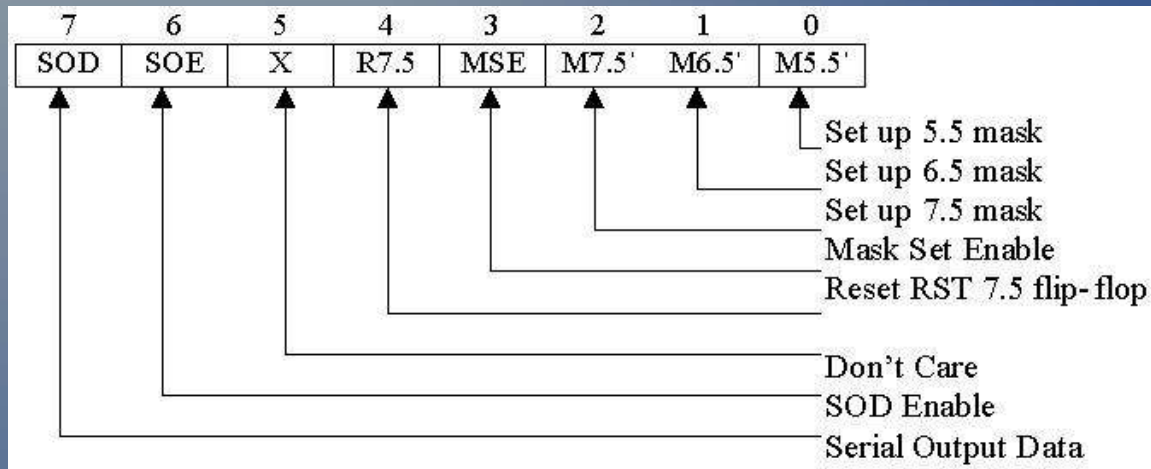 7 6 5 4 3 2 1 0
SOD SOE X R7.5 MSE M7.5' M6.5' M5.5'
Set up 5.5 mask
Set up 6.5 mask
Set up 7.5 mask
Mask Set Enable
Reset RST 7.5 flip-flop
Don't Care
SOD Enable
Serial Output Data